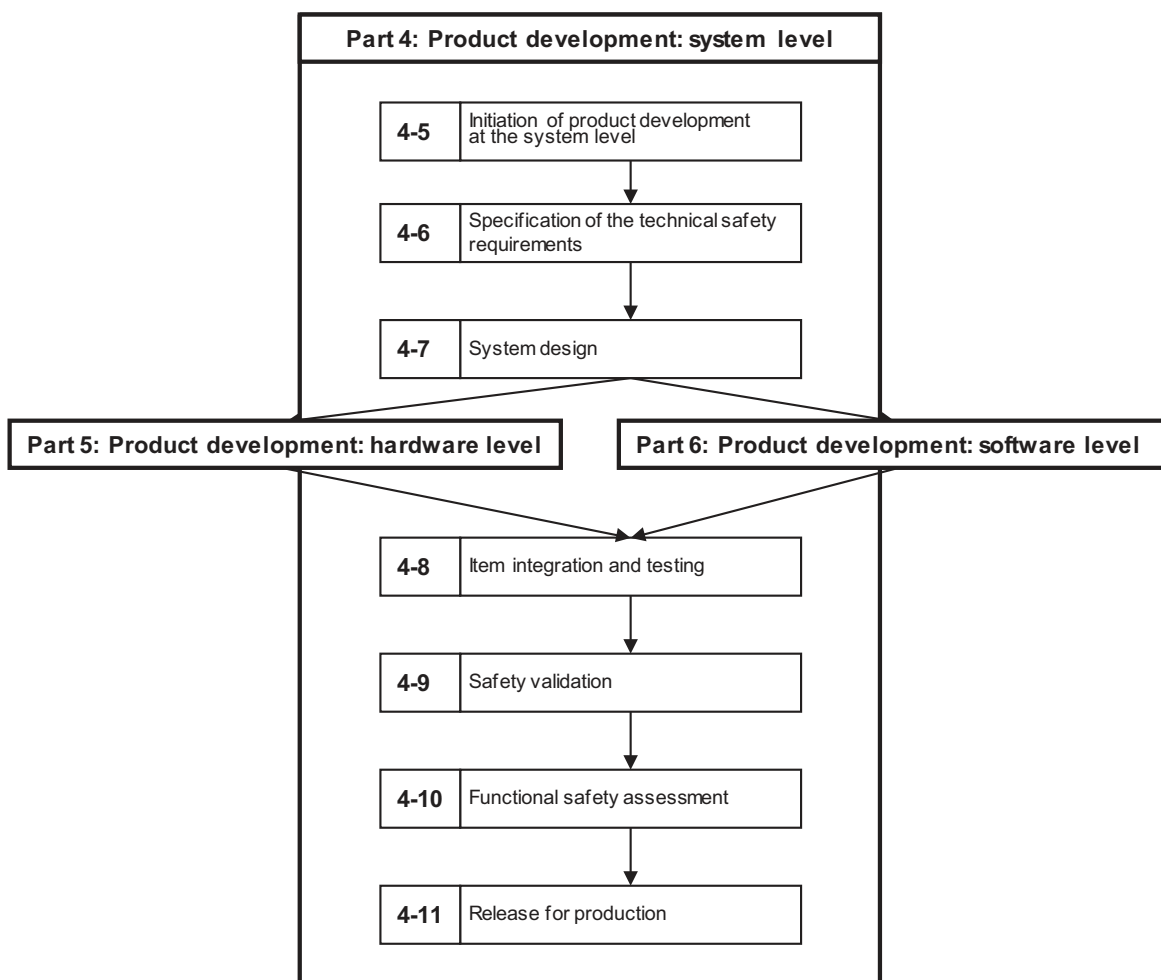 Part 4: Product development: system level
4-5
Initiation of product development
at the system level
4-6
Specification of the technical safety
requirements
4-7
System design
Part 5: Product development: hardware level
Part 6: Product development: software level
4-8
Item integration and testing
4-9
Safety validation
4-10
Functional safety assessment
4-11
Release for production